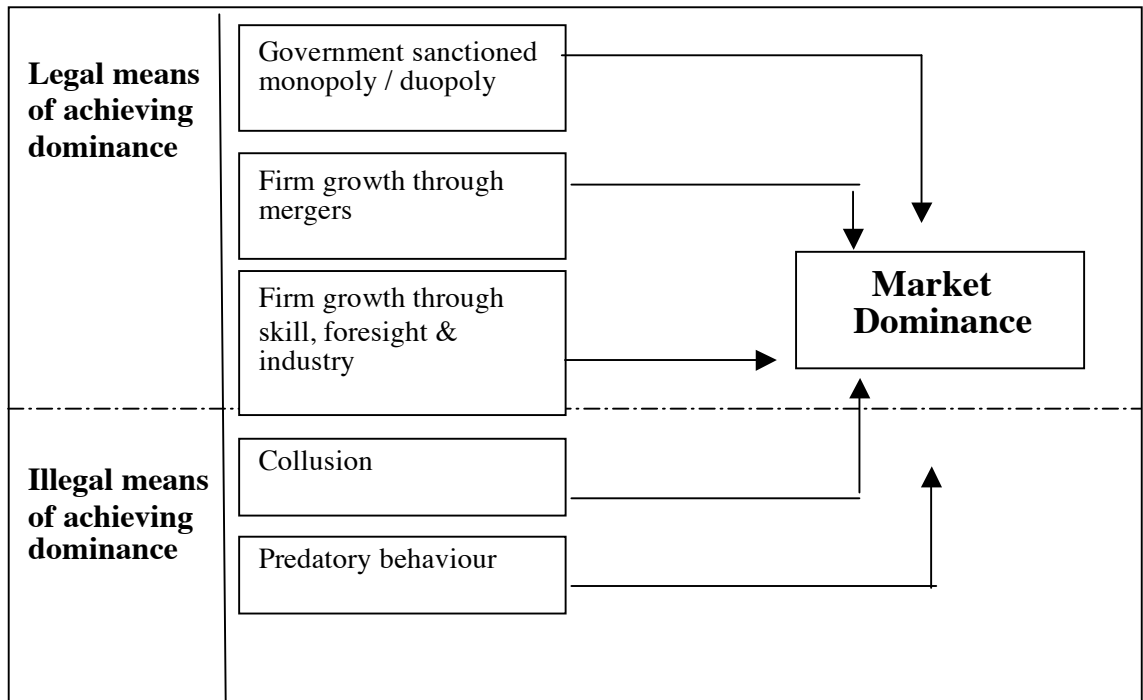 Legal means
of achieving
dominance
Government sanctioned
monopoly / duopoly
Firm growth through
mergers
Firm growth through
skill, foresight &
industry
Market
Dominance
Illegal means
of achieving
dominance
Collusion
Predatory behaviour